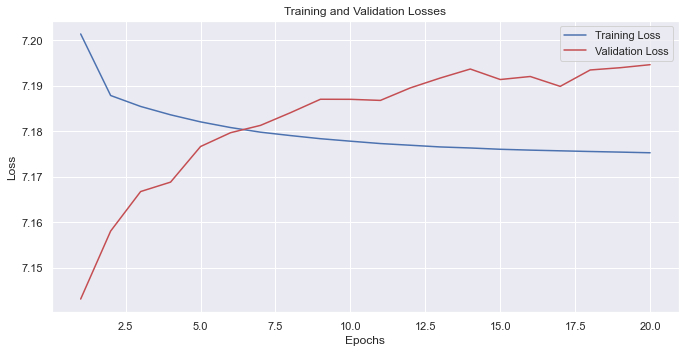 Training and Validation Losses
Training Loss
Validation Loss
7.20
7.19
7.18
7.17
7.16
7.15
Loss
2.5
5.0
7.5
10.0
12.5
15.0
17.5
20.0
Epochs